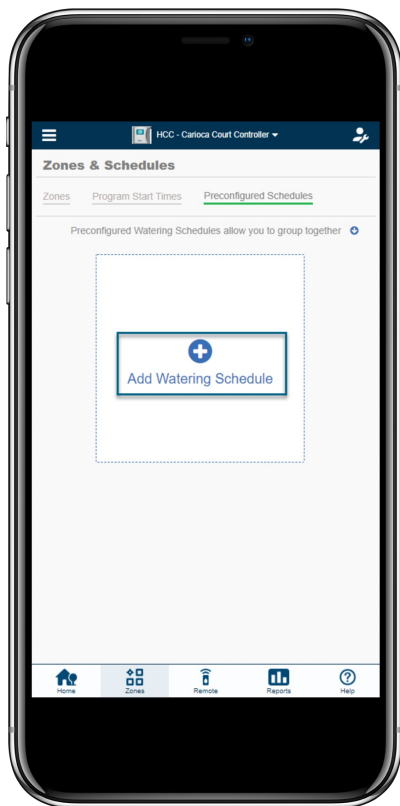 HCC - Carioca Court Controller
Zones & Schedules
Zones Program Start Times Preconfigured Schedules
Preconfigured Watering Schedules allow you to group together
Add Watering Schedule
Home Zones Remote Reports Help